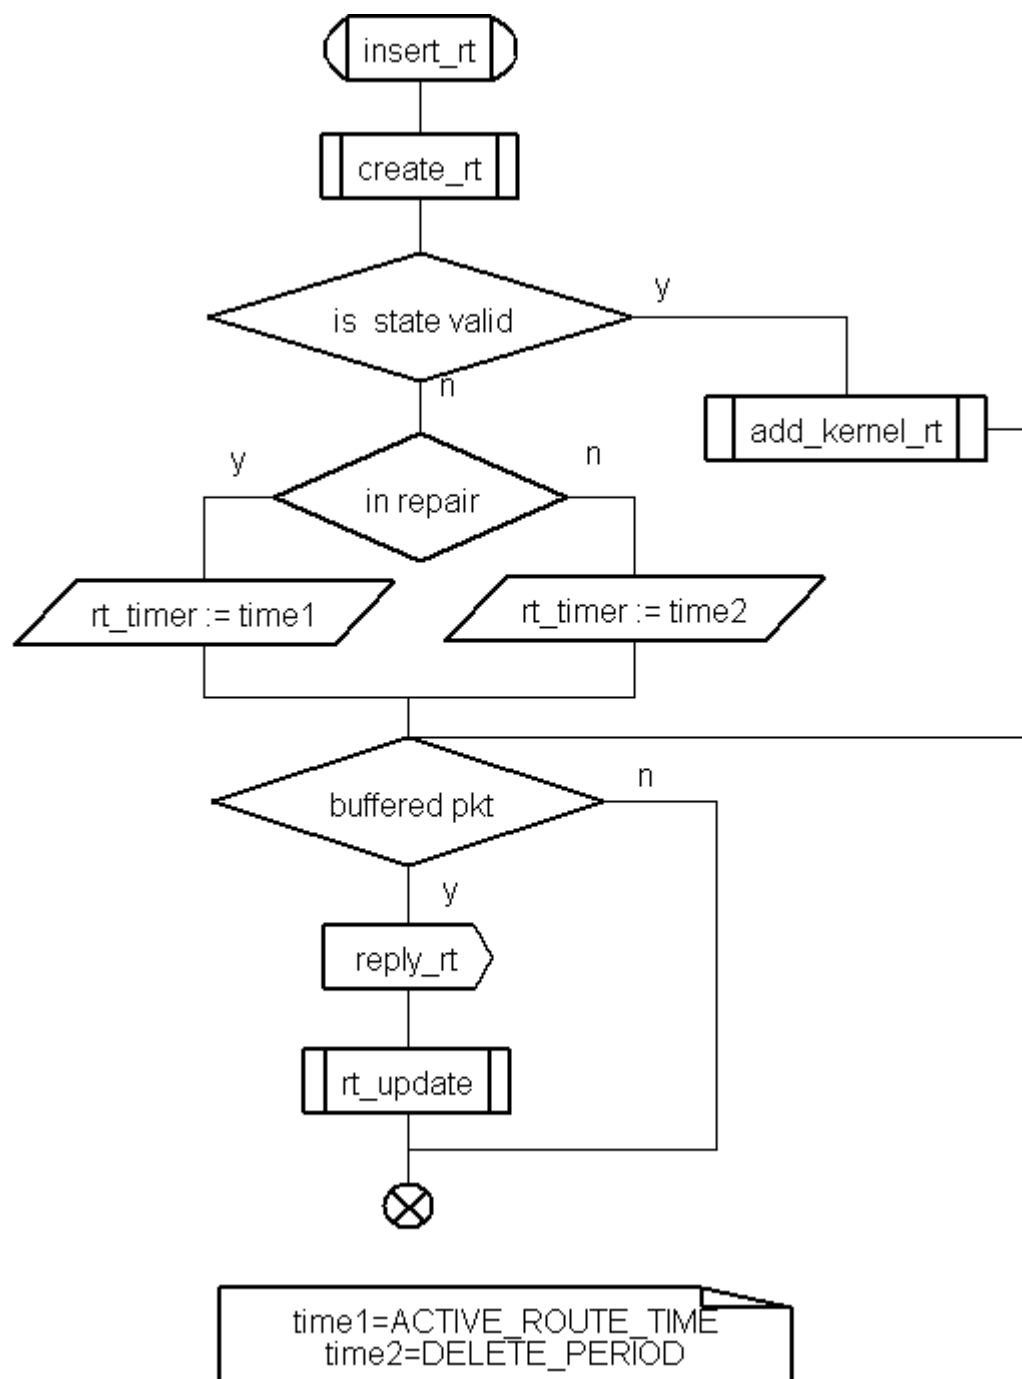 insert_rt
create_rt
is state valid
y
n
add_kernel_rt
y
in repair
n
rt_timer := time1
rt_timer := time2
buffered pkt
n
y
reply_rt
rt_update
time1=ACTIVE_ROUTE_TIME
time2=DELETE_PERIOD